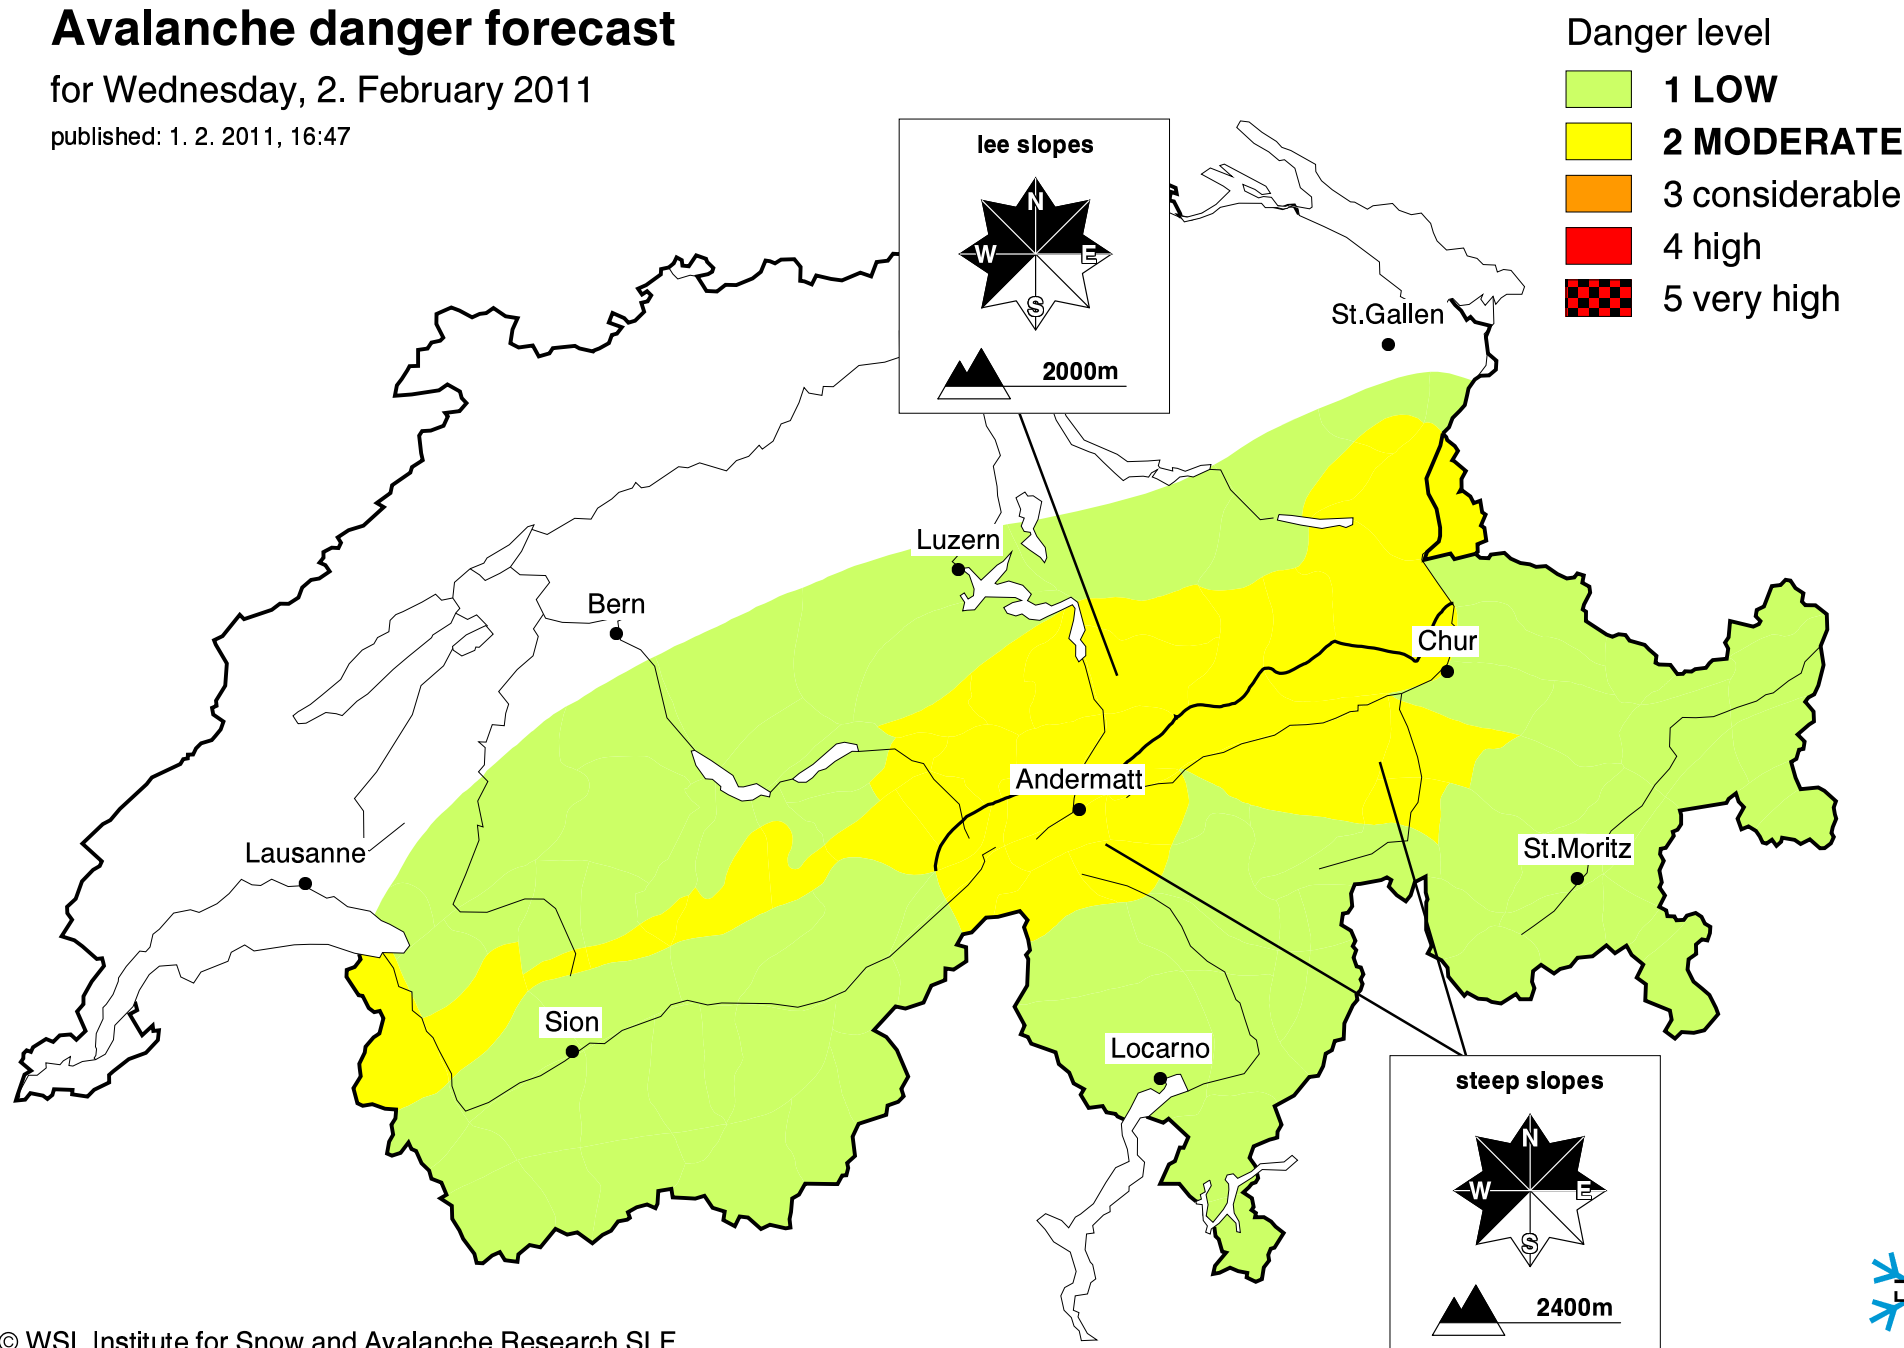 Avalanche danger forecast
for Wednesday, 2. February 2011
published: 1. 2. 2011, 16:47
Danger level
1 LOW
2 MODERATE
3 considerable
4 high
5 very high
lee slopes
N
W
E
S
2000m
St.Gallen
Luzern
Bern
Chur
Andermatt
Lausanne
St.Moritz
Sion
Locarno
steep slopes
N
W
E
S
2400m
© WSL Institute for Snow and Avalanche Research SLF